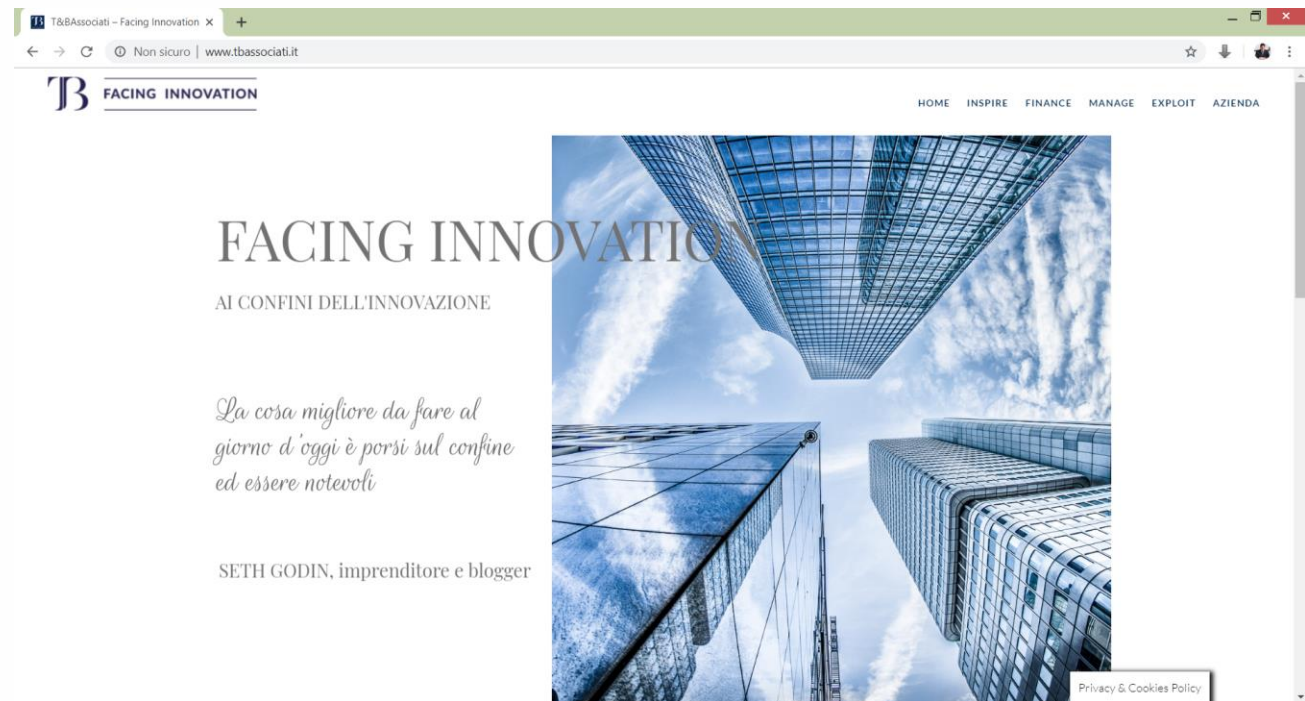 T&BAssociati – Facing Innovation
Non sicuro | www.tbassociati.it
TB FACING INNOVATION
HOME INSPIRE FINANCE MANAGE EXPLOIT AZIENDA
FACING INNOVATION
AI CONFINI DELL'INNOVAZIONE
La cosa migliore da fare al
giorno d'oggi è porsi sul confine
ed essere notevoli
SETH GODIN, imprenditore e blogger
Privacy & Cookies Policy